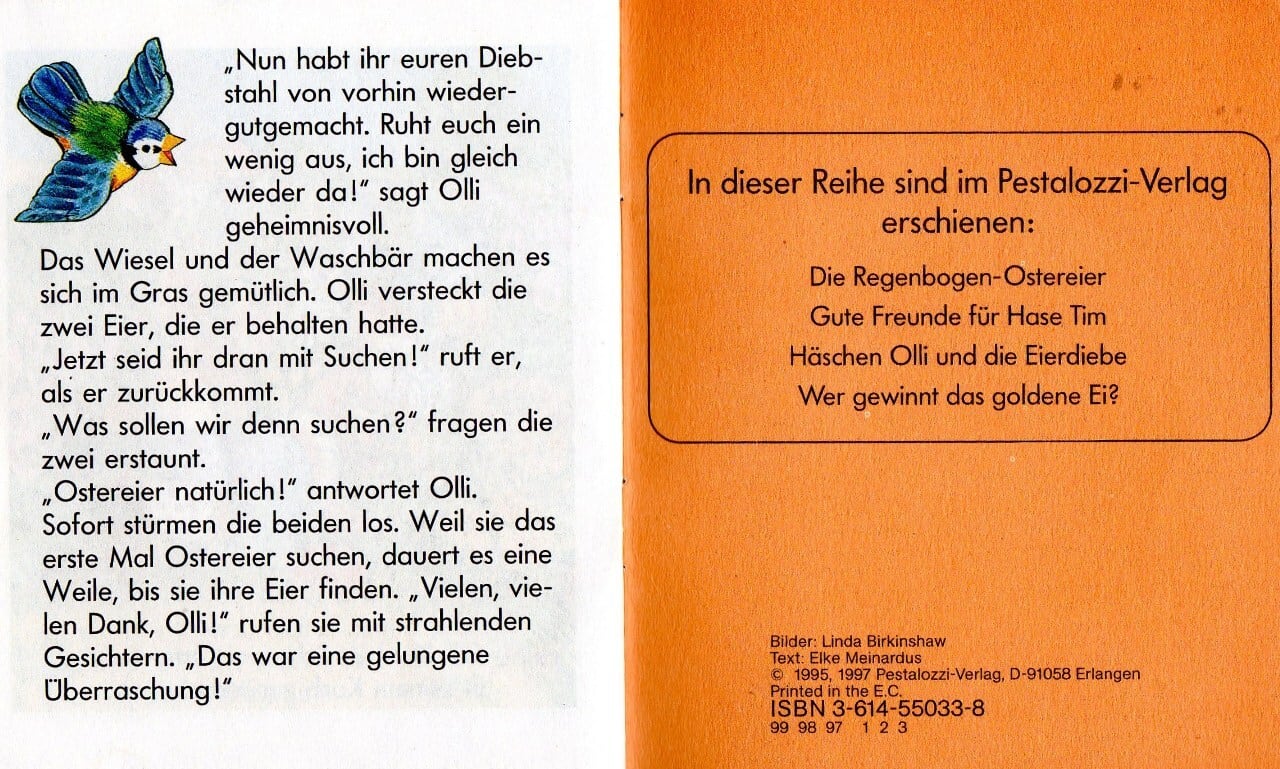 „Nun habt ihr euren Dieb-
stahl von vorhin wieder-
gutgemacht. Ruht euch ein
wenig aus, ich bin gleich
wieder da!“ sagt Olli
geheimnisvoll.
Das Wiesel und der Waschbär machen es
sich im Gras gemütlich. Olli versteckt die
zwei Eier, die er behalten hatte.
„Jetzt seid ihr dran mit Suchen!“ ruft er,
als er zurückkommt.
„Was sollen wir denn suchen?“ fragen die
zwei erstaunt.
„Ostereier natürlich!“ antwortet Olli.
Sofort stürmen die beiden los. Weil sie das
erste Mal Ostereier suchen, dauert es eine
Weile, bis sie ihre Eier finden. „Vielen, vie-
len Dank, Olli!“ rufen sie mit strahlenden
Gesichtern. „Das war eine gelungene
Überraschung!“
In dieser Reihe sind im Pestalozzi-Verlag
erschienen:
Die Regenbogen-Ostereier
Gute Freunde für Hase Tim
Häschen Olli und die Eierdiebe
Wer gewinnt das goldene Ei?
Bilder: Linda Birkinshaw
Text: Elke Meinardus
© 1995, 1997 Pestalozzi-Verlag, D-91058 Erlangen
Printed in the E.C.
ISBN 3-614-55033-8
99 98 97 1 2 3